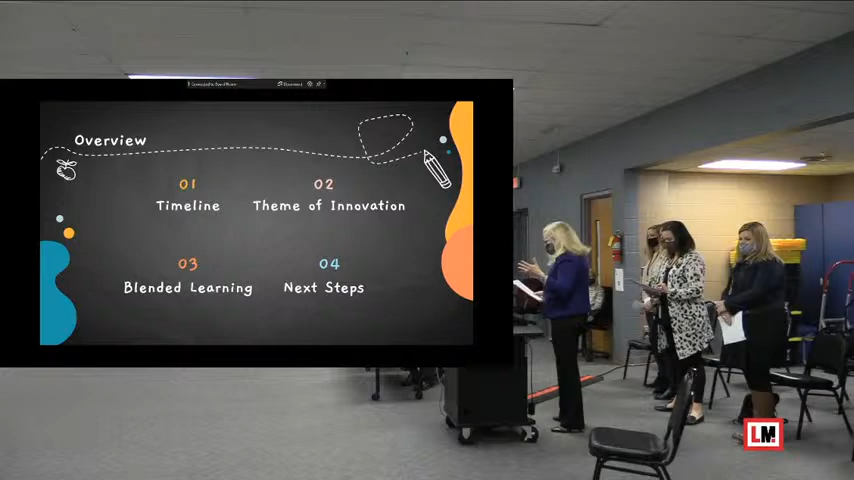 Overview
01
02
Timeline
Theme of Innovation
03
04
Blended Learning
Next Steps
LM